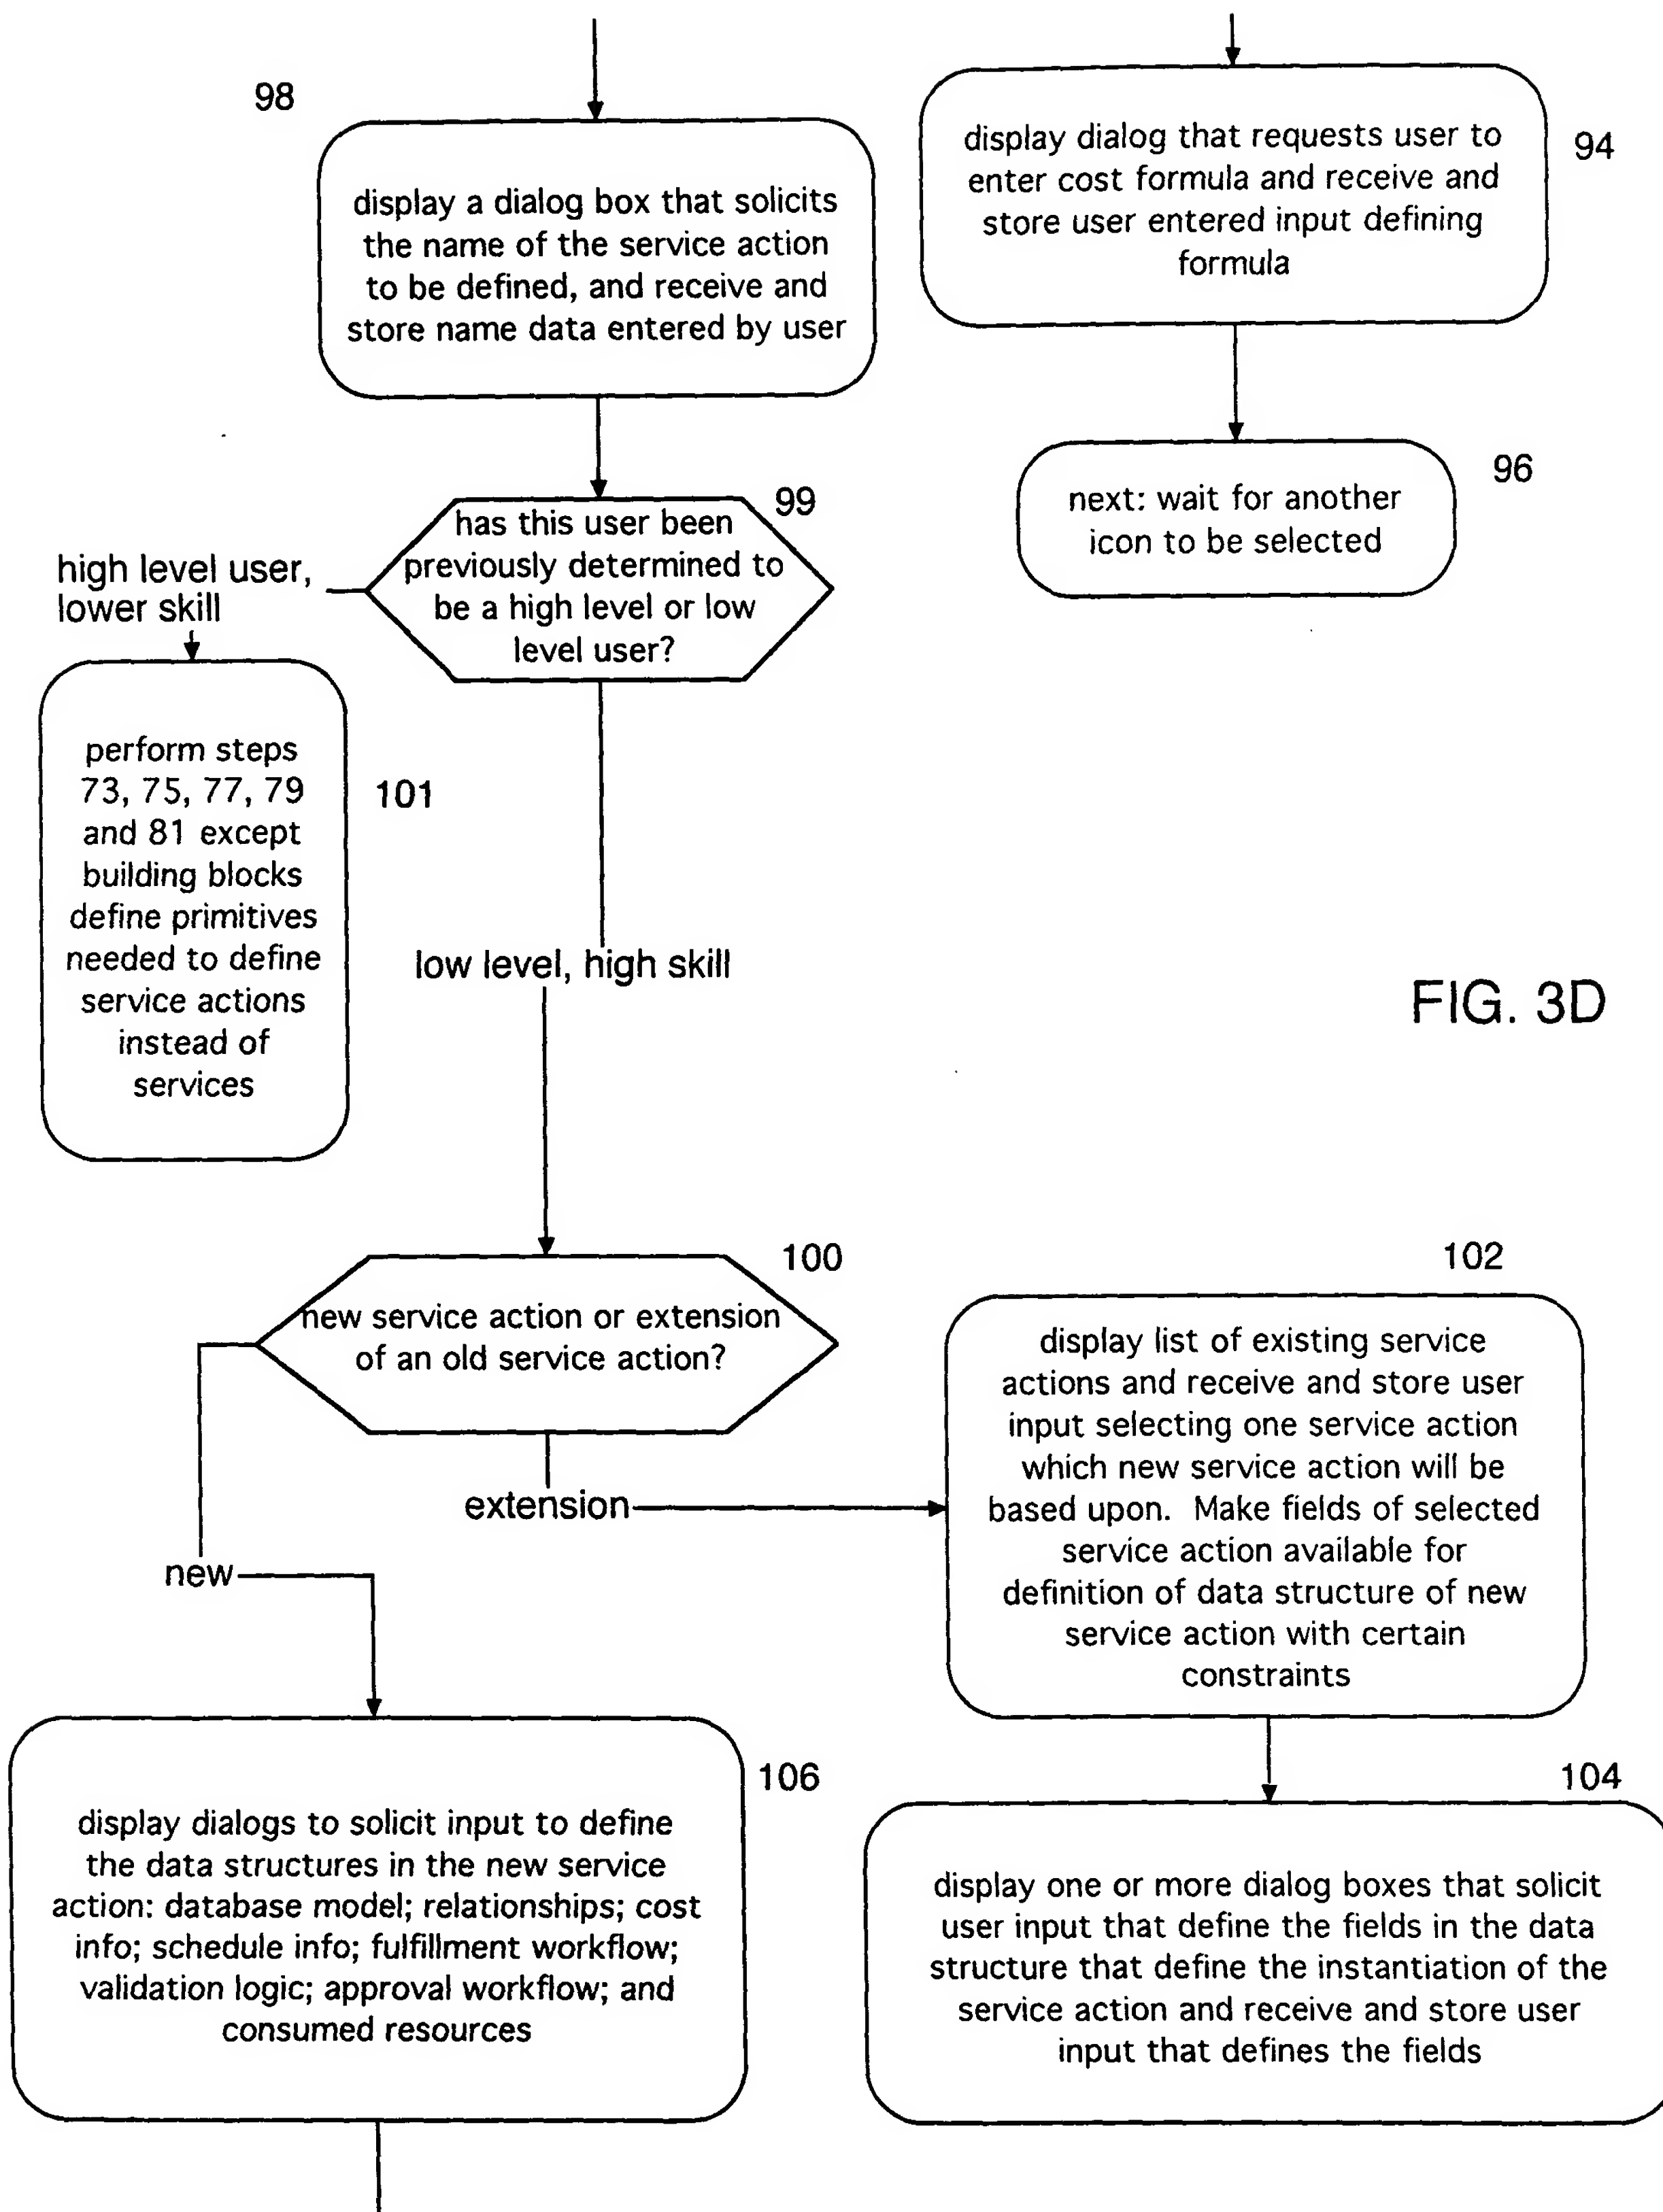 98
display a dialog box that solicits
the name of the service action
to be defined, and receive and
store name data entered by user
display dialog that requests user to
enter cost formula and receive and
store user entered input defining
formula
94
next: wait for another
icon to be selected
96
99
has this user been
previously determined to
be a high level or low
level user?
high level user,
lower skill
perform steps
73, 75, 77, 79
and 81 except
building blocks
define primitives
needed to define
service actions
instead of
services
101
low level, high skill
FIG. 3D
100
new service action or extension
of an old service action?
extension
new
102
display list of existing service
actions and receive and store user
input selecting one service action
which new service action will be
based upon.  Make fields of selected
service action available for
definition of data structure of new
service action with certain
constraints
106
display dialogs to solicit input to define
the data structures in the new service
action: database model; relationships; cost
info; schedule info; fulfillment workflow;
validation logic; approval workflow; and
consumed resources
104
display one or more dialog boxes that solicit
user input that define the fields in the data
structure that define the instantiation of the
service action and receive and store user
input that defines the fields